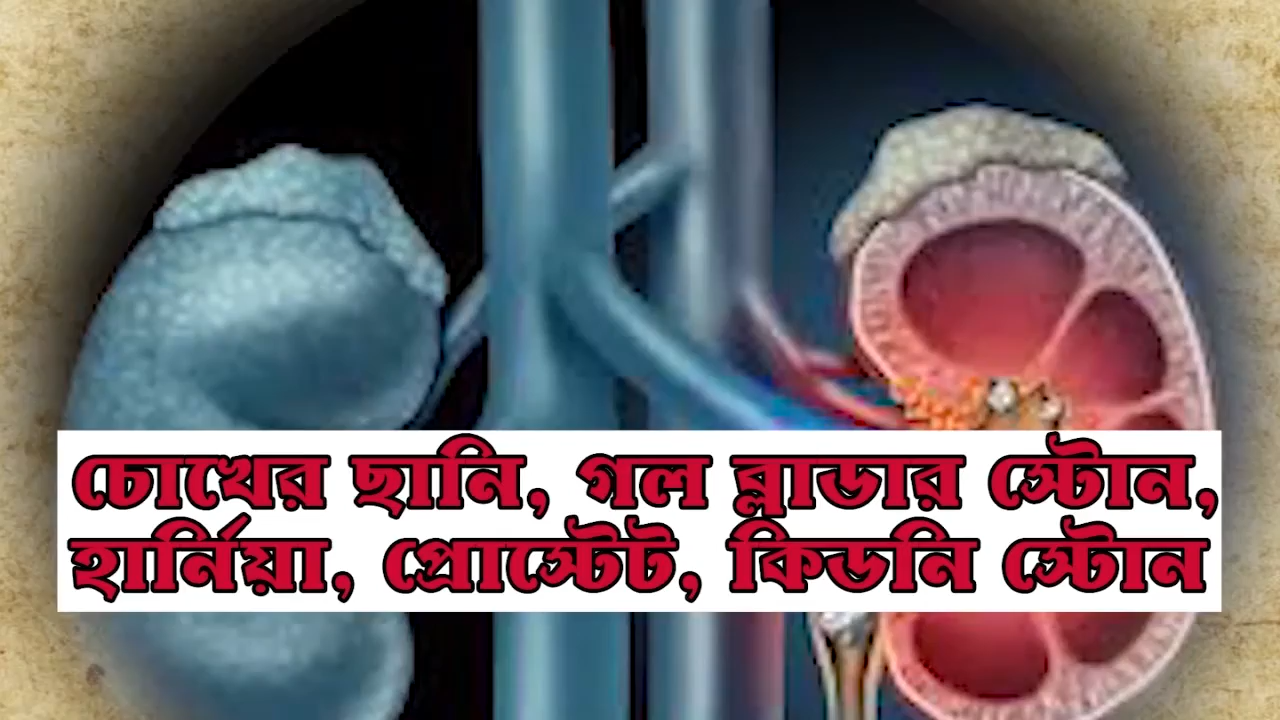 চোখের ছানি, গল ব্লাডার স্টোন,
হার্নিয়া, প্রোস্টেট, কিডনি স্টোন